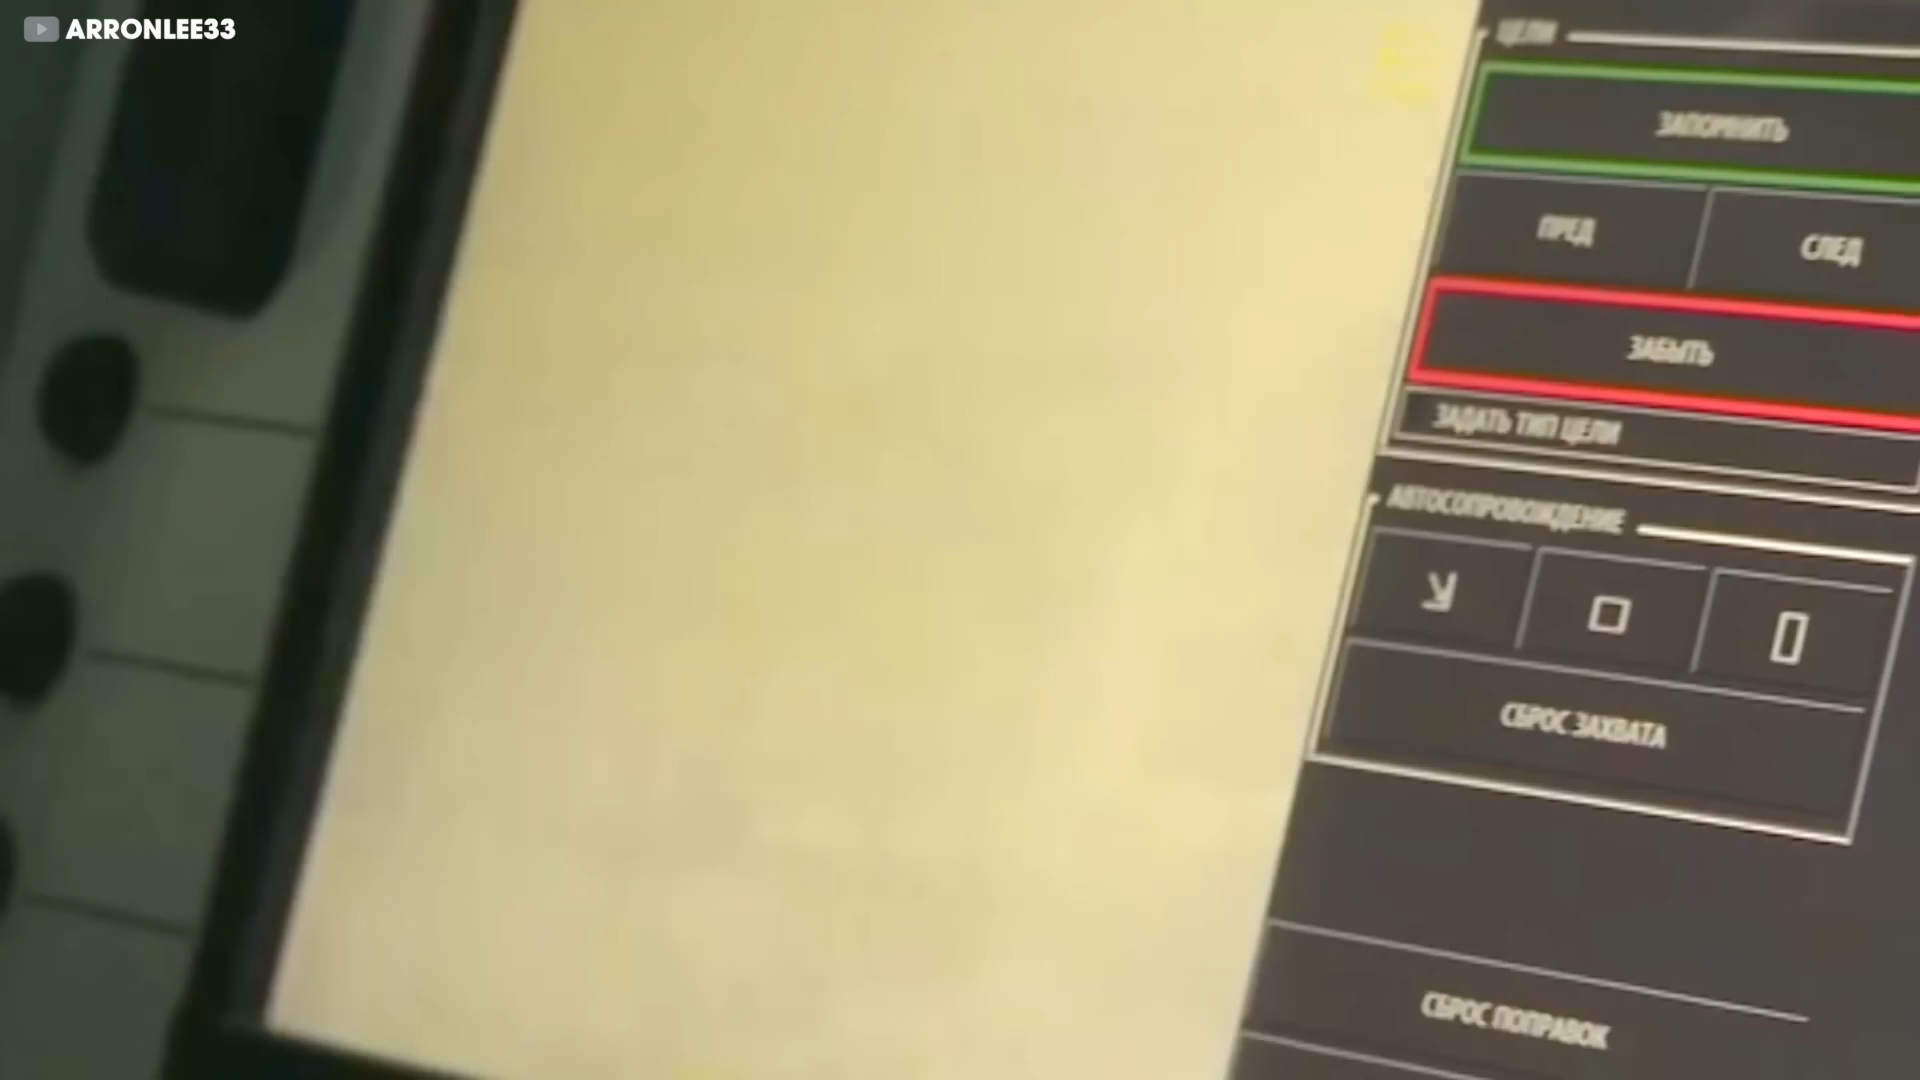 ARRONLEE33
ЦЕЛИ
ЗАПОМНИТЬ
ПРЕД
СЛЕД
ЗАБЫТЬ
ЗАДАТЬ ТИП ЦЕЛИ
АВТОСОПРОВОЖДЕНИЕ
СБРОС ЗАХВАТА
СБРОС ПОПРАВОК